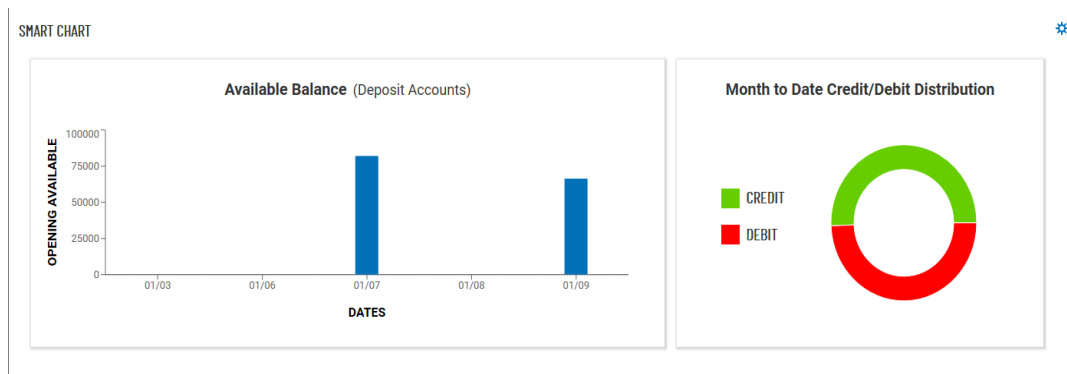 SMART CHART
Available Balance (Deposit Accounts)
OPENING AVAILABLE
100000
75000
50000
25000
0
01/03 01/06 01/07 01/08 01/09
DATES
Month to Date Credit/Debit Distribution
CREDIT
DEBIT